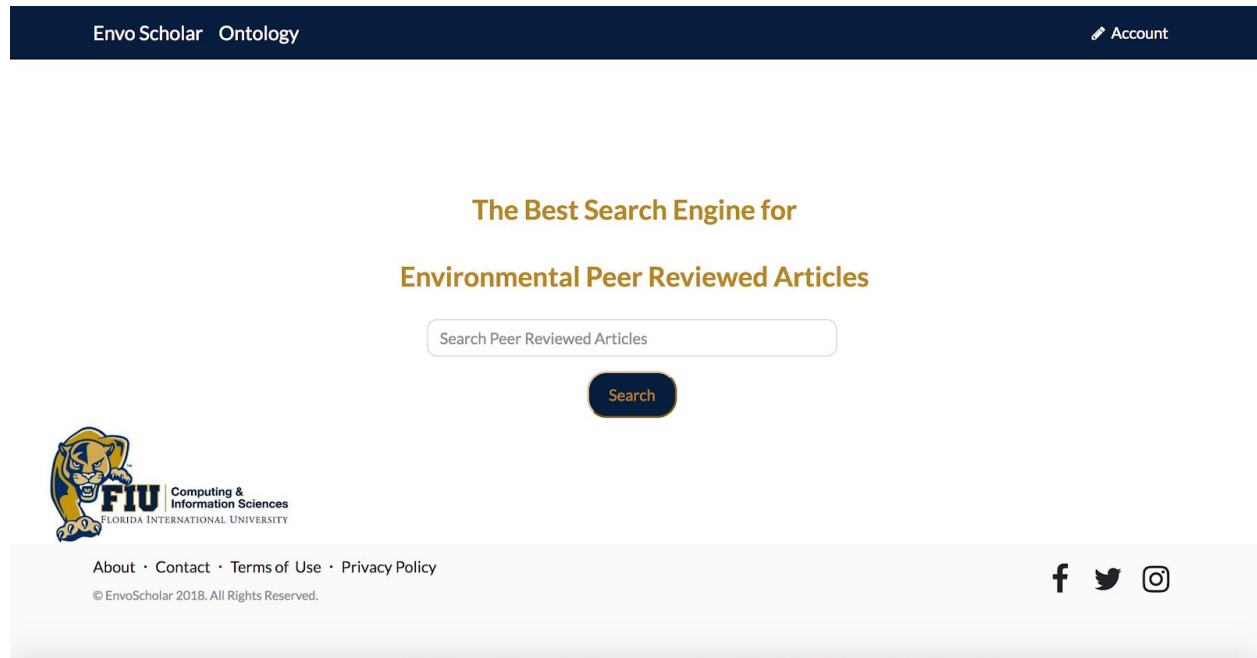 Envo Scholar Ontology Account
The Best Search Engine for
Environmental Peer Reviewed Articles
Search Peer Reviewed Articles
Search
FIU
Computing &
Information Sciences
FLORIDA INTERNATIONAL UNIVERSITY
About · Contact · Terms of Use · Privacy Policy
© EnvoScholar 2018. All Rights Reserved.